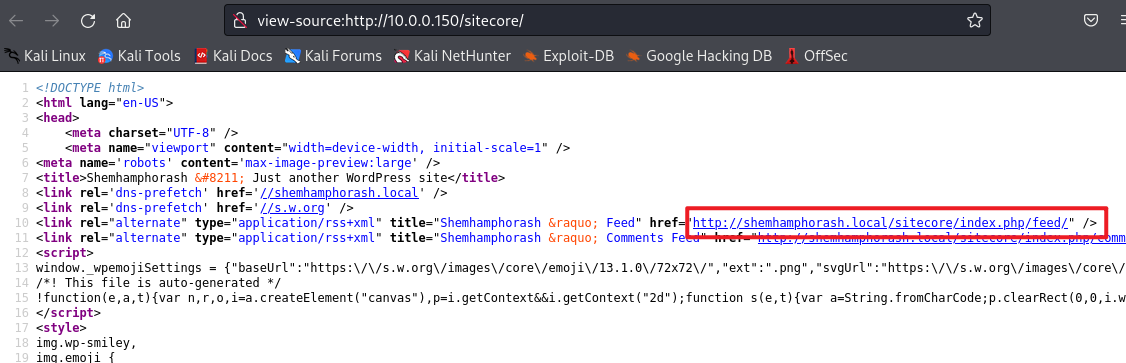 view-source:http://10.0.0.150/sitecore/
Kali Linux Kali Tools Kali Docs Kali Forums Kali NetHunter Exploit-DB Google Hacking DB OffSec
1 <!DOCTYPE html>
2 <html lang="en-US">
3 <head>
4 <meta charset="UTF-8" />
5 <meta name="viewport" content="width=device-width, initial-scale=1" />
6 <meta name='robots' content='max-image-preview:large' />
7 <title>Shemhamphorash &#8211; Just another WordPress site</title>
8 <link rel='dns-prefetch' href='//shemhamphorash.local' />
9 <link rel='dns-prefetch' href='//s.w.org' />
10 <link rel="alternate" type="application/rss+xml" title="Shemhamphorash &raquo; Feed" href="http://shemhamphorash.local/sitecore/index.php/feed/" />
11 <link rel="alternate" type="application/rss+xml" title="Shemhamphorash &raquo; Comments Feed" href="http://shemhamphorash.local/sitecore/index.php/comm
12 <script>
13 window._wpemojiSettings = {"baseUrl":"https:\/\/s.w.org\/images\/core\/emoji\/13.1.0\/72x72\/","ext":".png","svgUrl":"https:\/\/s.w.org\/images\/core\/
14 /*! This file is auto-generated */
15 !function(e,a,t){var n,r,o,i=a.createElement("canvas"),p=i.getContext&&i.getContext("2d");function s(e,t){var a=String.fromCharCode;p.clearRect(0,0,i.w
16 </script>
17 <style>
18 img.wp-smiley,
19 img.emoji {